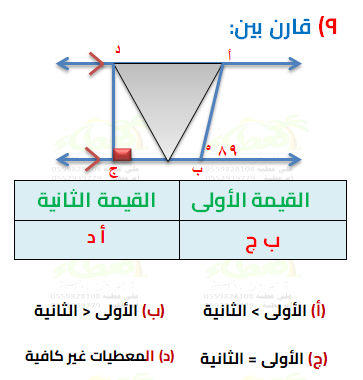 ٩) قارن بين:
د
أ
٨٩ °
ج
ب
القيمة الأولى
القيمة الثانية
ب ج
أ د
(أ) الأولى > الثانية
(ب) الأولى < الثانية
(ج) الأولى = الثانية
(د) المعطيات غير كافية